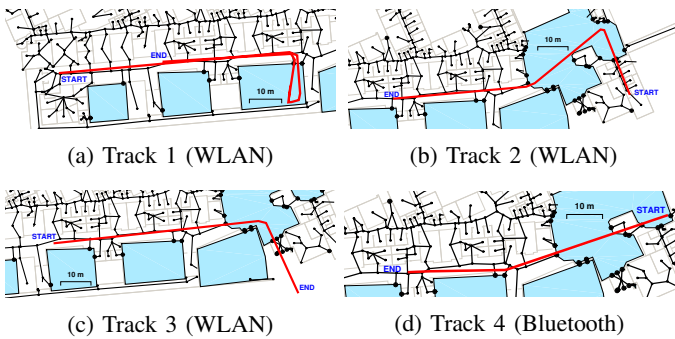 END
START
10 m
(a) Track 1 (WLAN)
10 m
END
START
(b) Track 2 (WLAN)
START
10 m
END
(c) Track 3 (WLAN)
START
10 m
END
(d) Track 4 (Bluetooth)